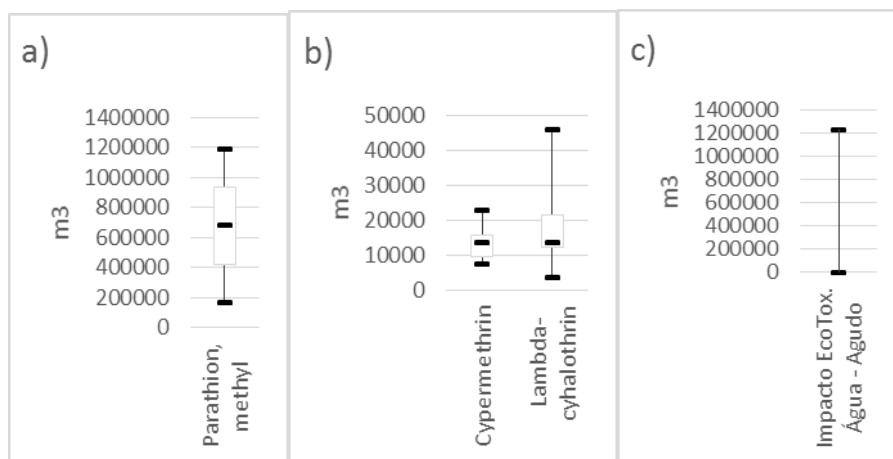 a)
1400000
1200000
1000000
800000
600000
400000
200000
0
m3
Parathion,
methyl
b)
50000
40000
30000
20000
10000
0
m3
Cypermethrin
Lambda-
cyhalothrin
c)
1400000
1200000
1000000
800000
600000
400000
200000
0
m3
Impacto EcoTox.
Água - Agudo